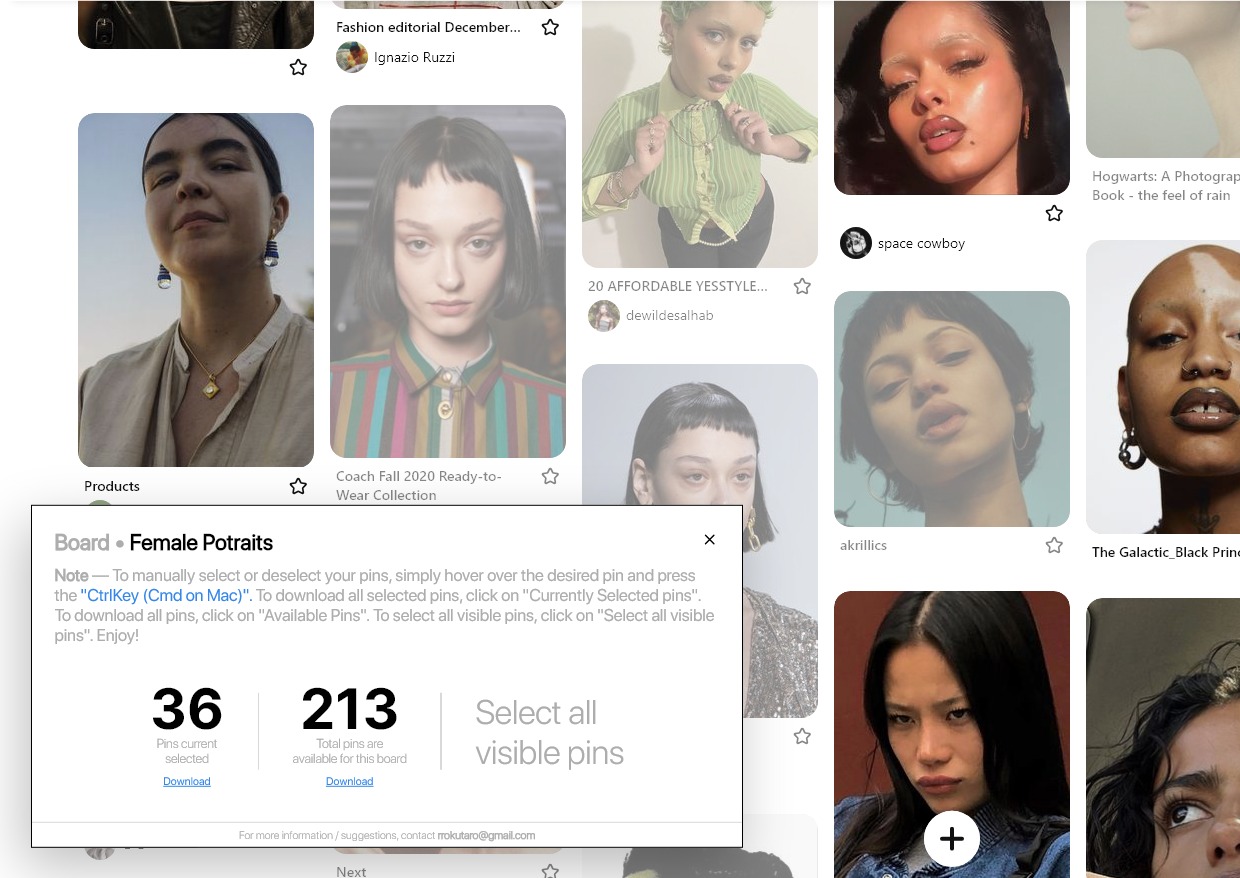 Fashion editorial December...
Ignazio Ruzzi
Products
Coach Fall 2020 Ready-to-
Wear Collection
20 AFFORDABLE YESSTYLE...
dewildesalhab
space cowboy
akrillics
Hogwarts: A Photograp
Book - the feel of rain
The Galactic_Black Princ
Board • Female Potraits
Note — To manually select or deselect your pins, simply hover over the desired pin and press
the "CtrlKey (Cmd on Mac)". To download all selected pins, click on "Currently Selected pins".
To download all pins, click on "Available Pins". To select all visible pins, click on "Select all visible
pins". Enjoy!
36
Pins current
selected
Download
213
Total pins are
available for this board
Download
Select all
visible pins
For more information / suggestions, contact rrokutaro@gmail.com
Next